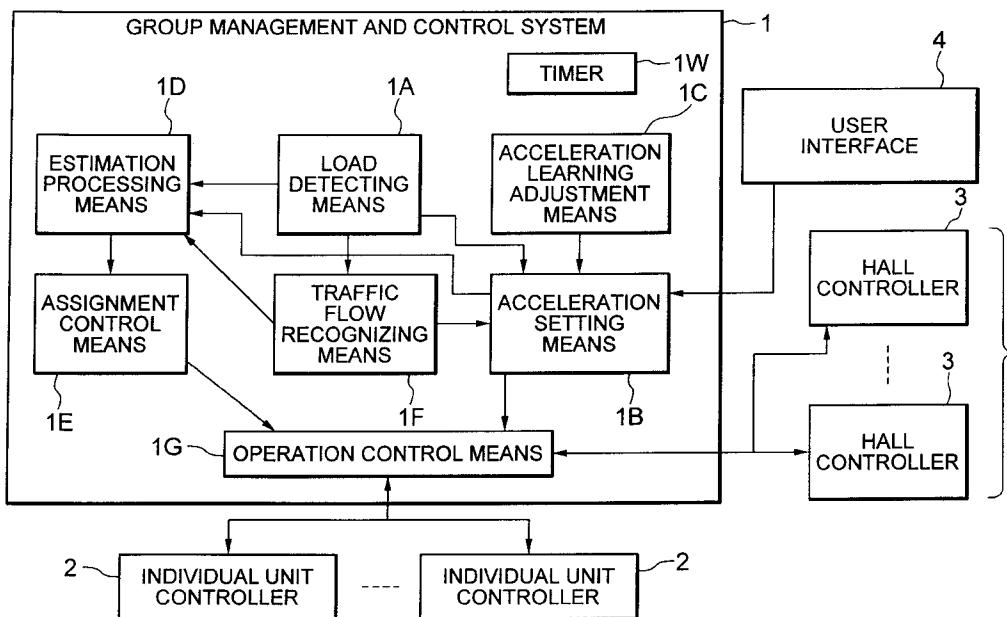 GROUP MANAGEMENT AND CONTROL SYSTEM
1
TIMER
1W
1D
1A
1C
4
ESTIMATION
PROCESSING
MEANS
LOAD
DETECTING
MEANS
ACCELERATION
LEARNING
ADJUSTMENT
MEANS
USER
INTERFACE
3
HALL
CONTROLLER
ASSIGNMENT
CONTROL
MEANS
TRAFFIC
FLOW
RECOGNIZING
MEANS
ACCELERATION
SETTING
MEANS
1E
1F
1B
3
HALL
CONTROLLER
1G
OPERATION CONTROL MEANS
2
INDIVIDUAL UNIT
CONTROLLER
INDIVIDUAL UNIT
CONTROLLER
2